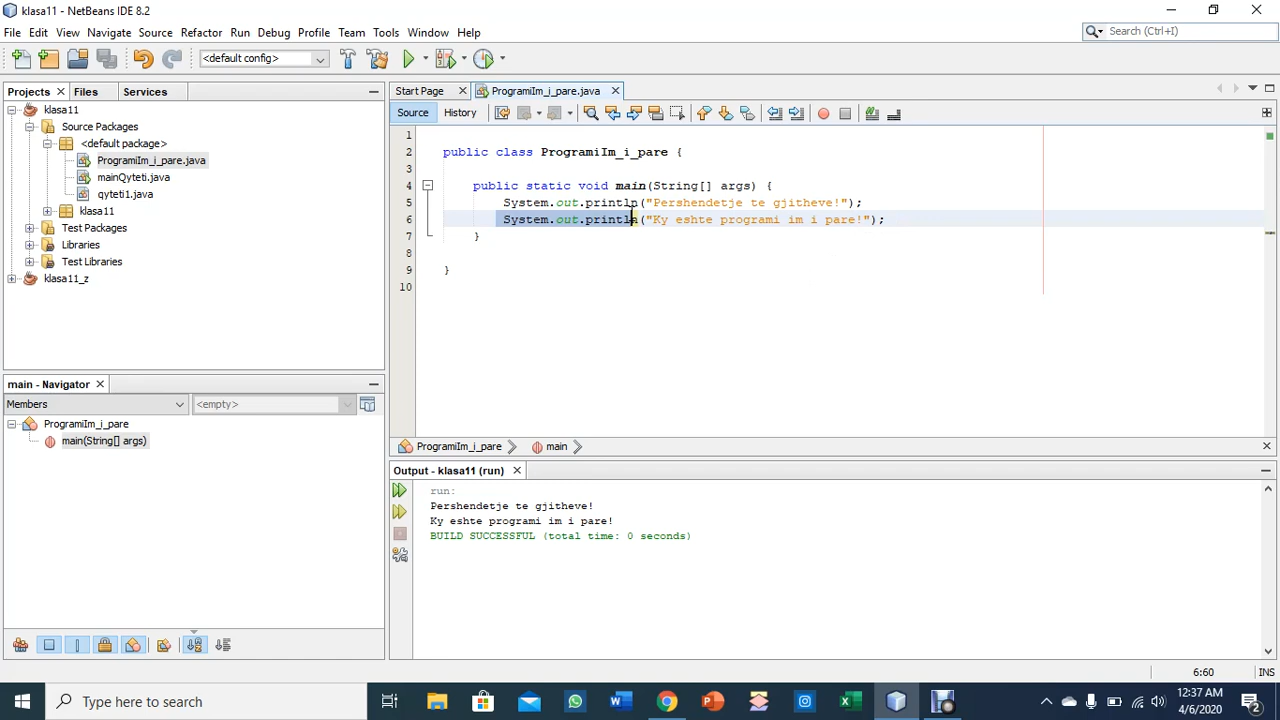 klasa11 - NetBeans IDE 8.2
File Edit View Navigate Source Refactor Run Debug Profile Team Tools Window Help
Search (Ctrl+I)
<default config>
Projects Files Services
klasa11
Source Packages
<default package>
ProgramiIm_i_pare.java
mainQyteti.java
qyteti1.java
klasa11
Test Packages
Libraries
Test Libraries
klasa11_z
Start Page ProgramiIm_i_pare.java
Source History
1
2 public class ProgramiIm_i_pare {
3
4 public static void main(String[] args) {
5 System.out.println("Pershendetje te gjitheve!");
6 System.out.println("Ky eshte programi im i pare!");
7 }
8
9 }
10
main - Navigator
Members <empty>
ProgramiIm_i_pare
main(String[] args)
ProgramiIm_i_pare main
Output - klasa11 (run)
run:
Pershendetje te gjitheve!
Ky eshte programi im i pare!
BUILD SUCCESSFUL (total time: 0 seconds)
6:60 INS
Type here to search
12:37 AM
4/6/2020
2